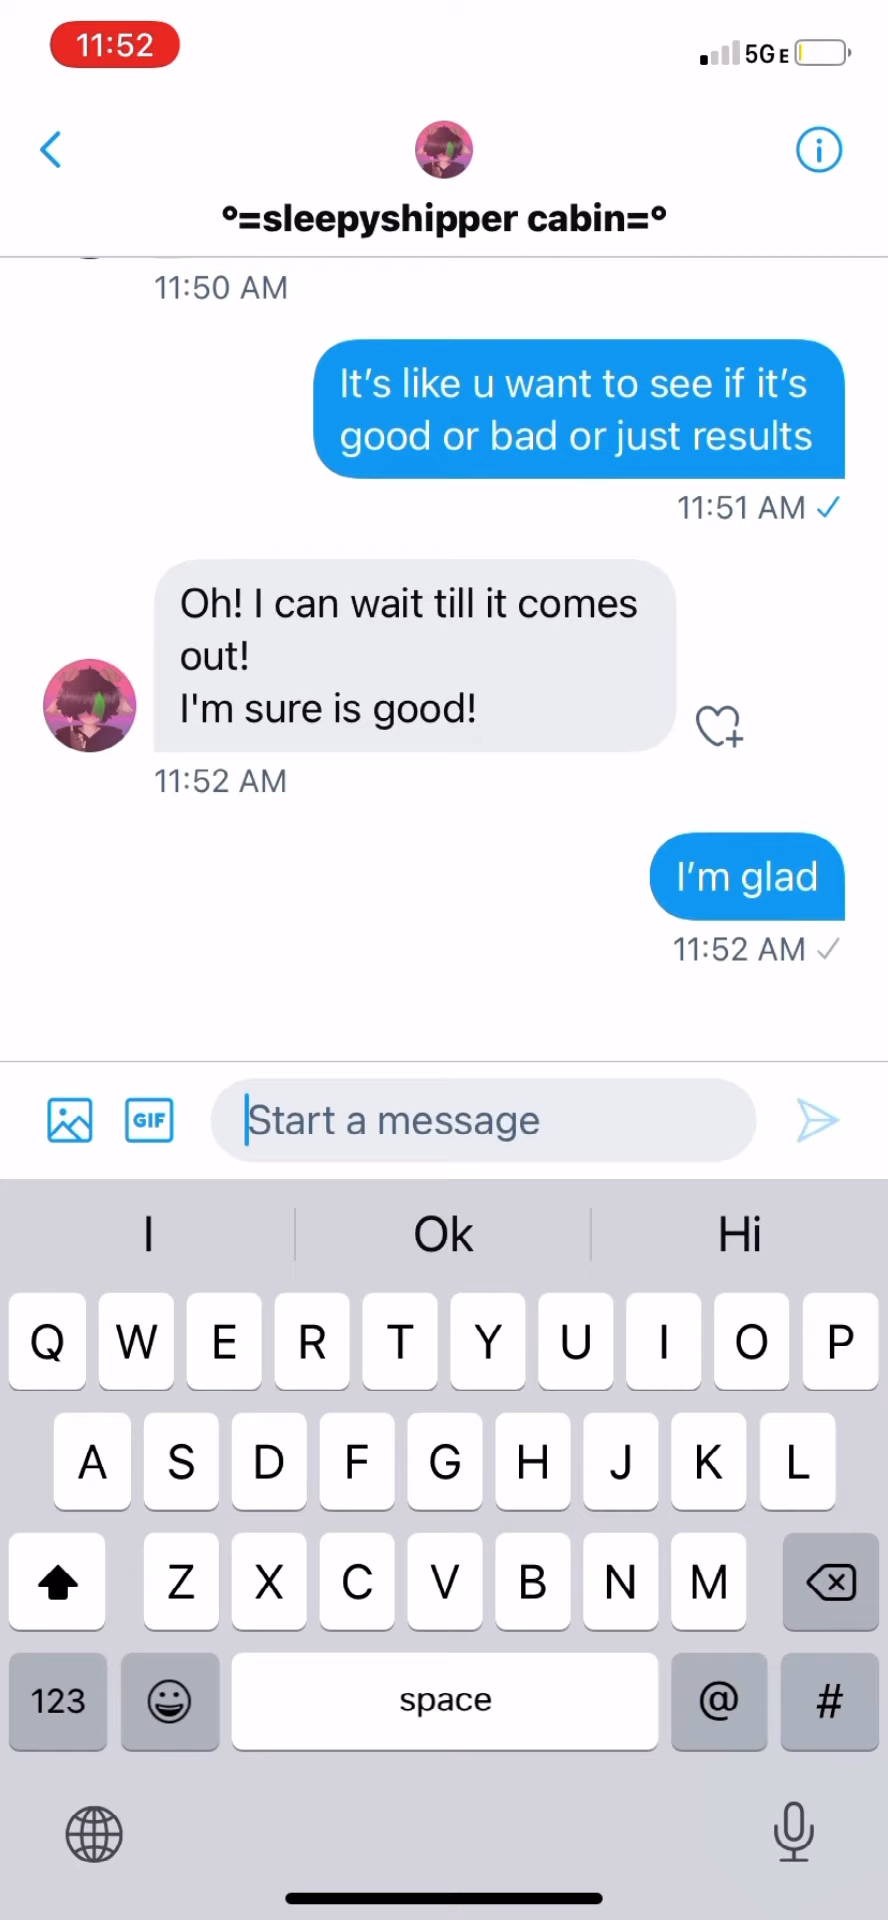 11:52
5GE
°=sleepyshipper cabin=°
11:50 AM
It’s like u want to see if it’s
good or bad or just results
11:51 AM
Oh! I can wait till it comes
out!
I'm sure is good!
11:52 AM
I’m glad
11:52 AM
GIF
Start a message
I Ok Hi
Q W E R T Y U I O P
A S D F G H J K L
Z X C V B N M
123 space @ #